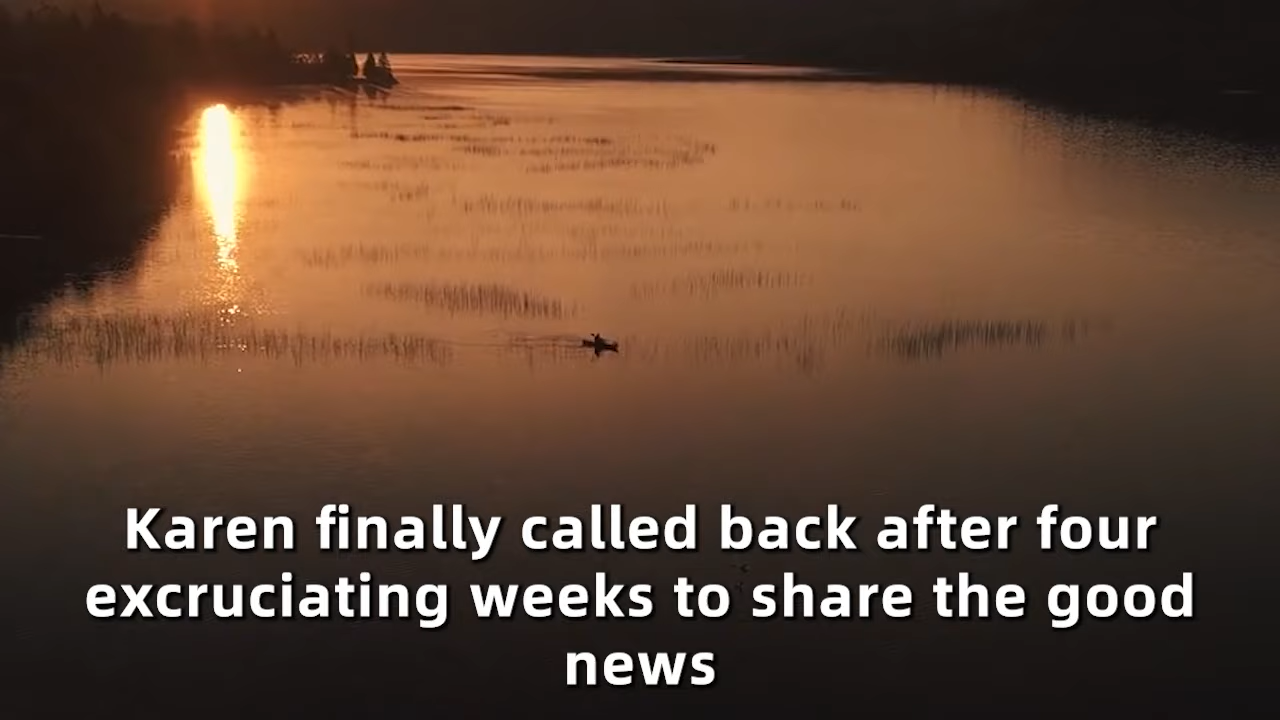 Karen finally called back after four
excruciating weeks to share the good
news